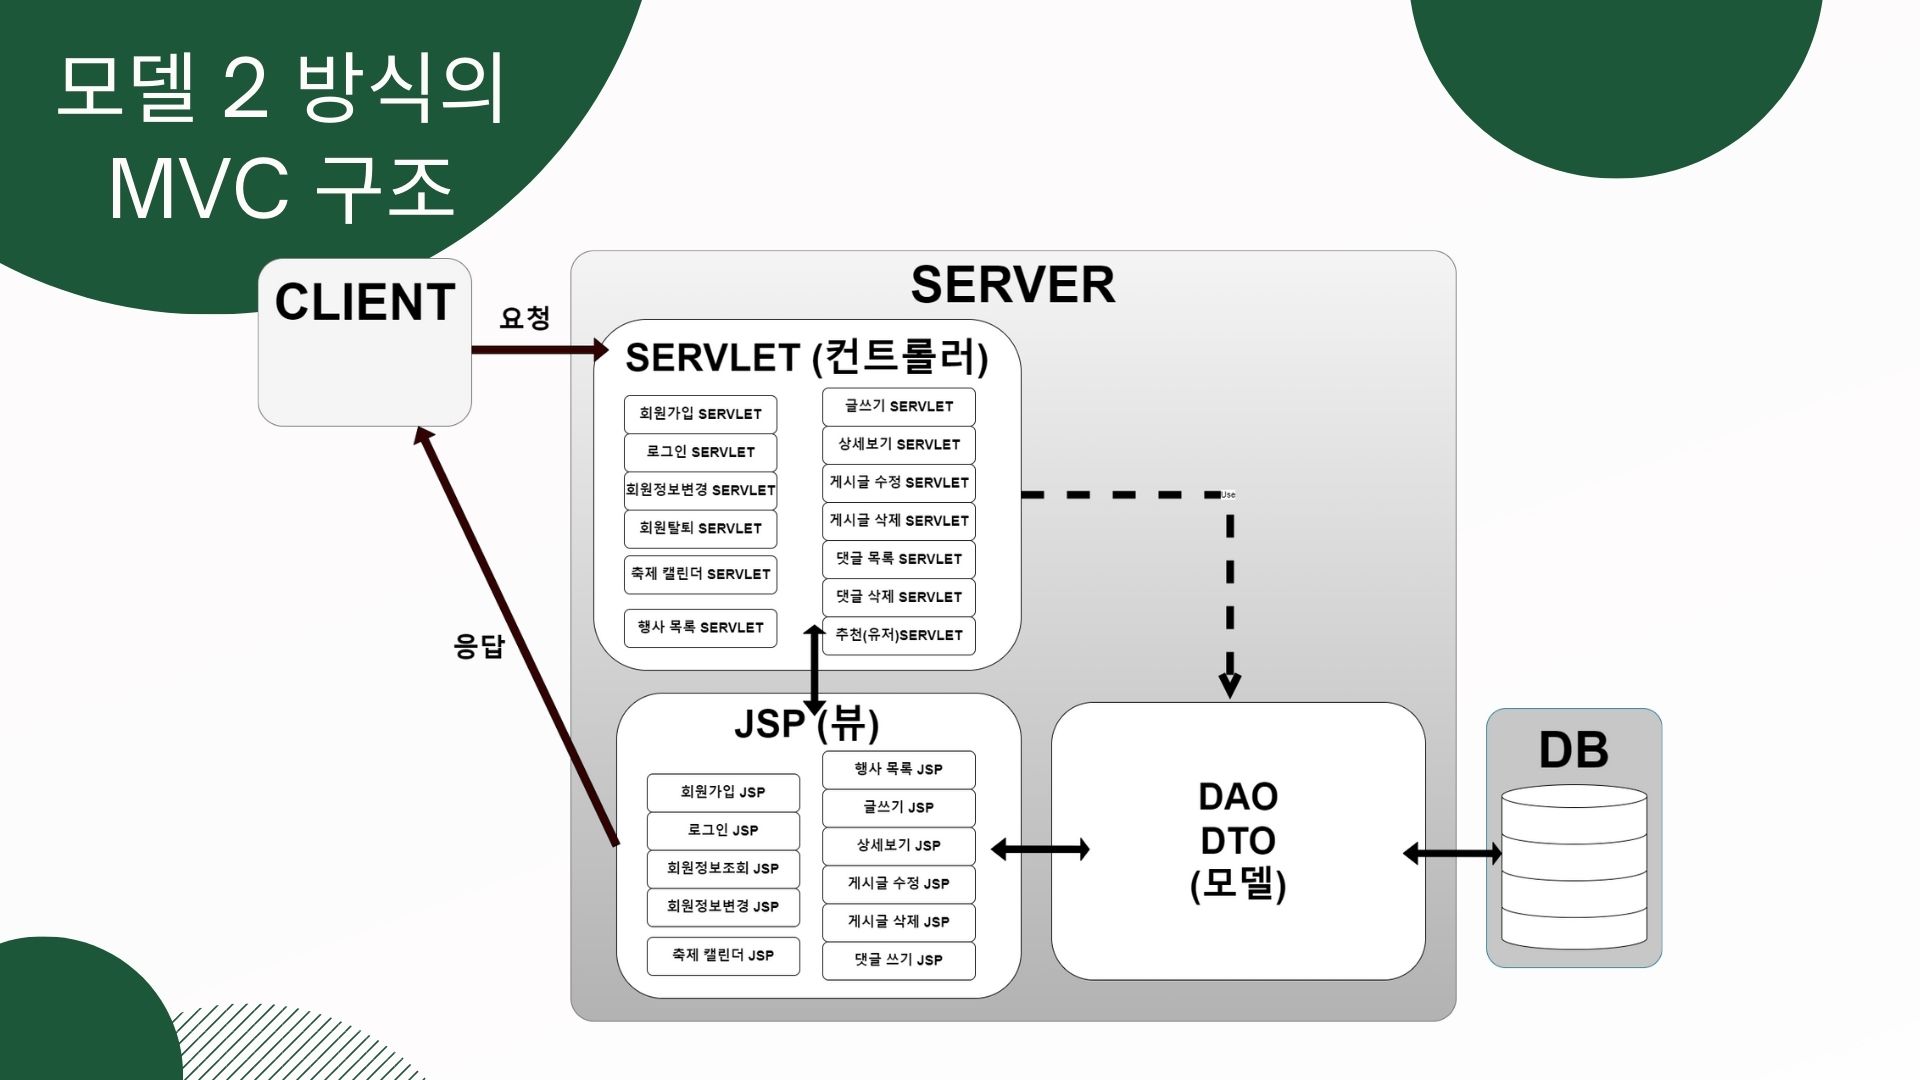 모델 2 방식의
MVC 구조
CLIENT
요청
응답
SERVER
SERVLET (컨트롤러)
회원가입 SERVLET
로그인 SERVLET
회원정보변경 SERVLET
회원탈퇴 SERVLET
축제 캘린더 SERVLET
행사 목록 SERVLET
글쓰기 SERVLET
상세보기 SERVLET
게시글 수정 SERVLET
게시글 삭제 SERVLET
댓글 목록 SERVLET
댓글 삭제 SERVLET
추천(유저)SERVLET
Use
JSP (뷰)
회원가입 JSP
로그인 JSP
회원정보조회 JSP
회원정보변경 JSP
축제 캘린더 JSP
행사 목록 JSP
글쓰기 JSP
상세보기 JSP
게시글 수정 JSP
게시글 삭제 JSP
댓글 쓰기 JSP
DAO
DTO
(모델)
DB